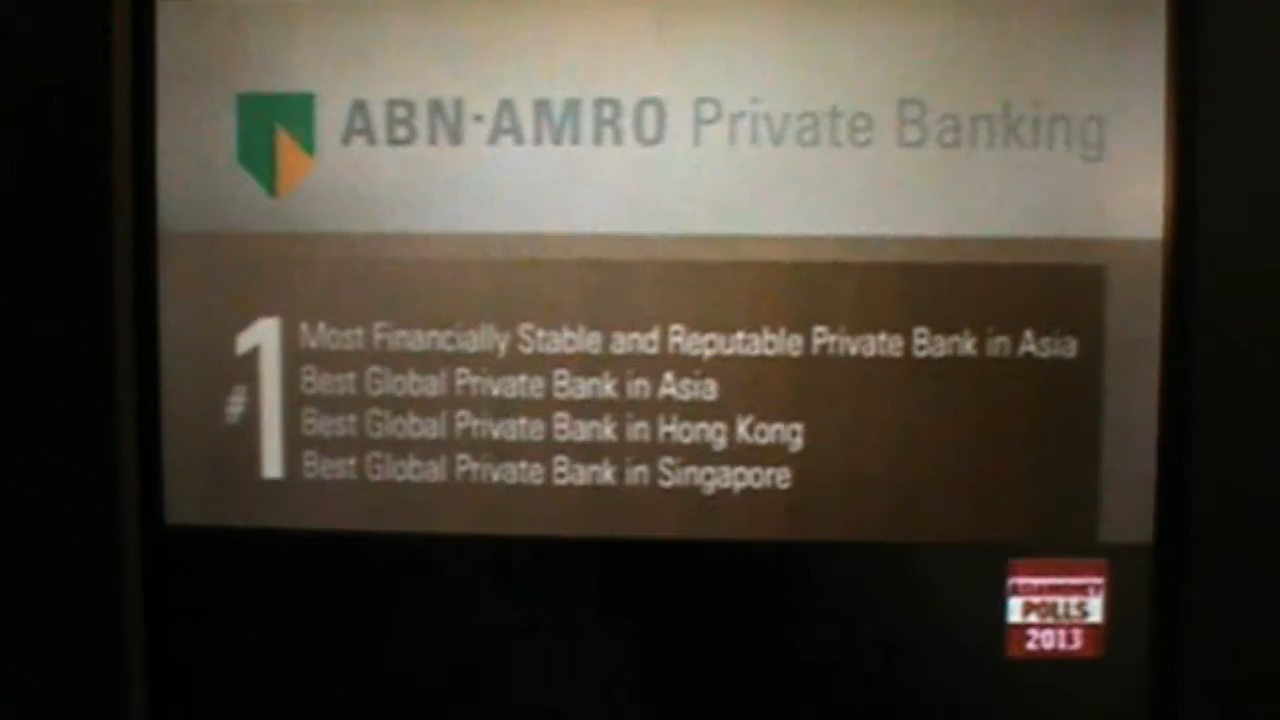 ABN·AMRO Private Banking
#1
Most Financially Stable and Reputable Private Bank in Asia
Best Global Private Bank in Asia
Best Global Private Bank in Hong Kong
Best Global Private Bank in Singapore
ASIAMONEY
POLLS
2013